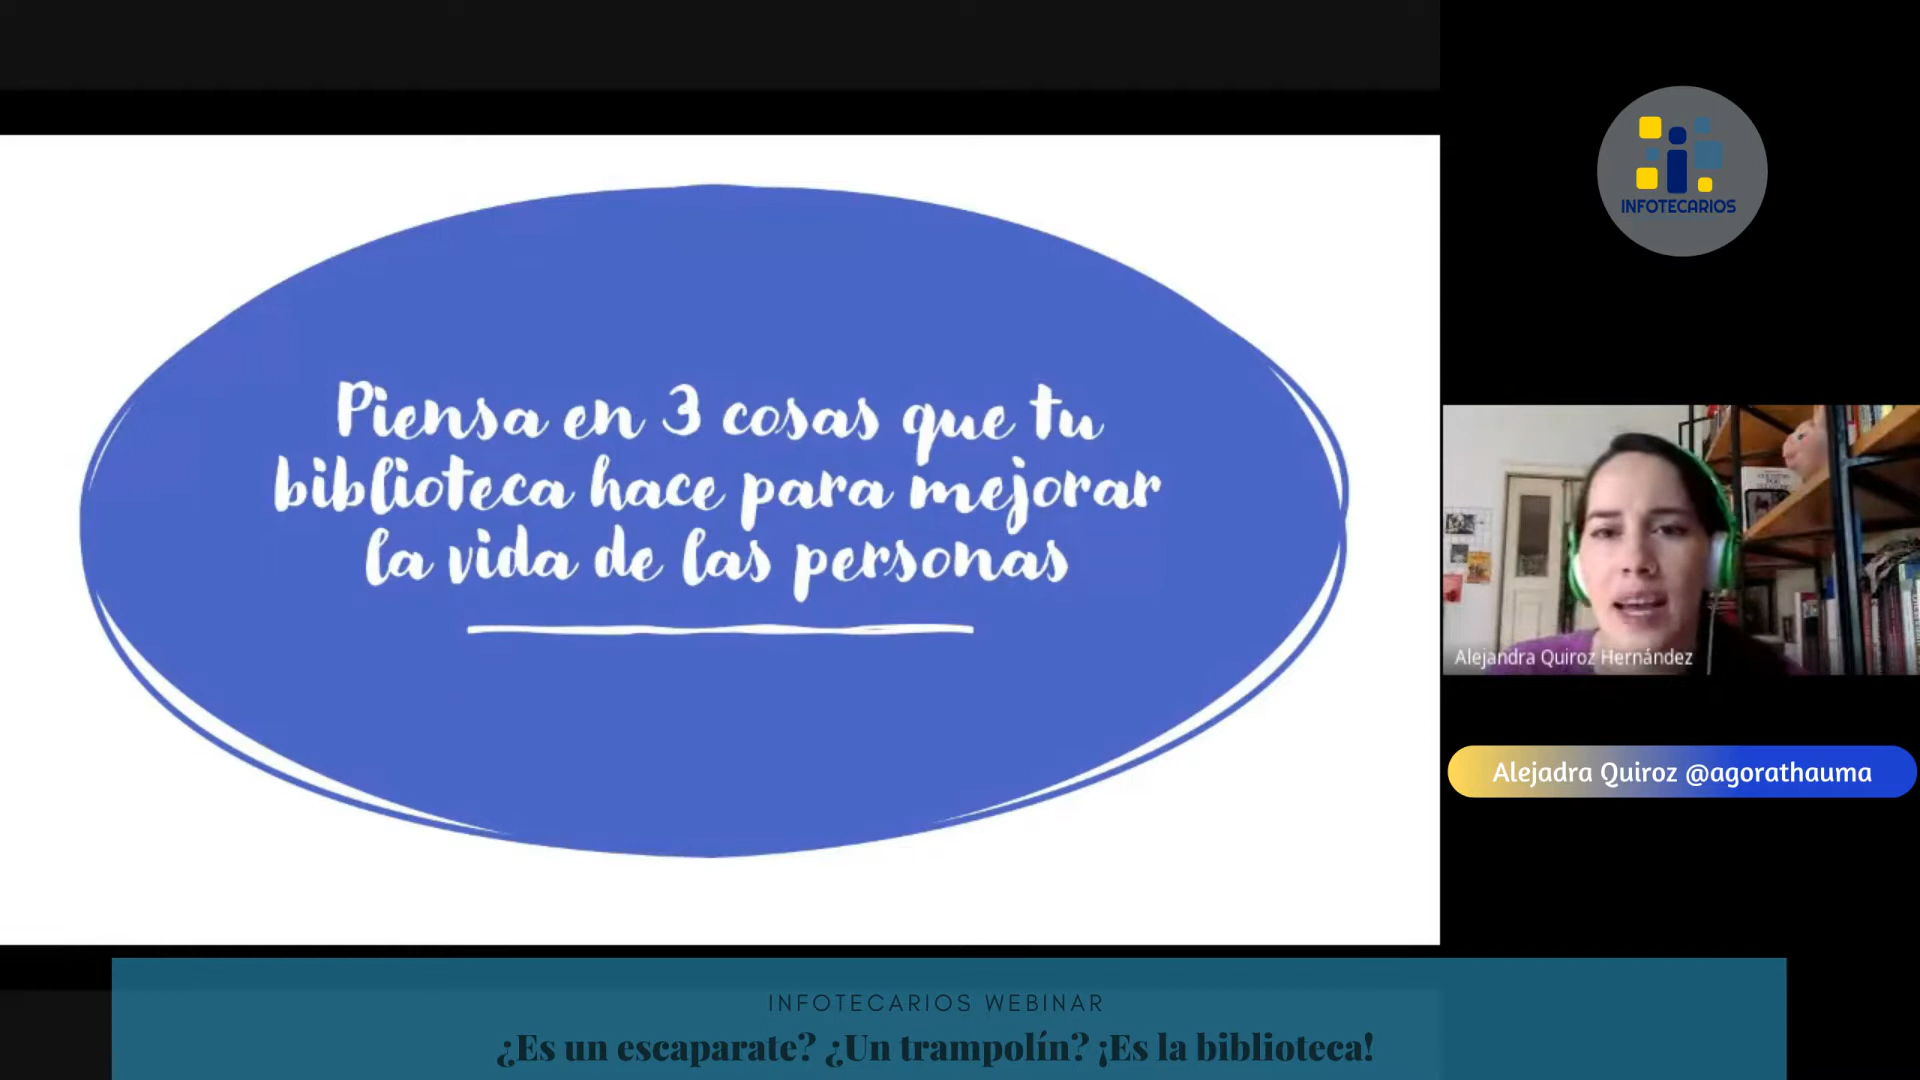 INFOTECARIOS
Piensa en 3 cosas que tu
biblioteca hace para mejorar
la vida de las personas
Alejandra Quiroz Hernández
Alejadra Quiroz @agorathauma
INFOTECARIOS WEBINAR
¿Es un escaparate? ¿Un trampolín? ¡Es la biblioteca!